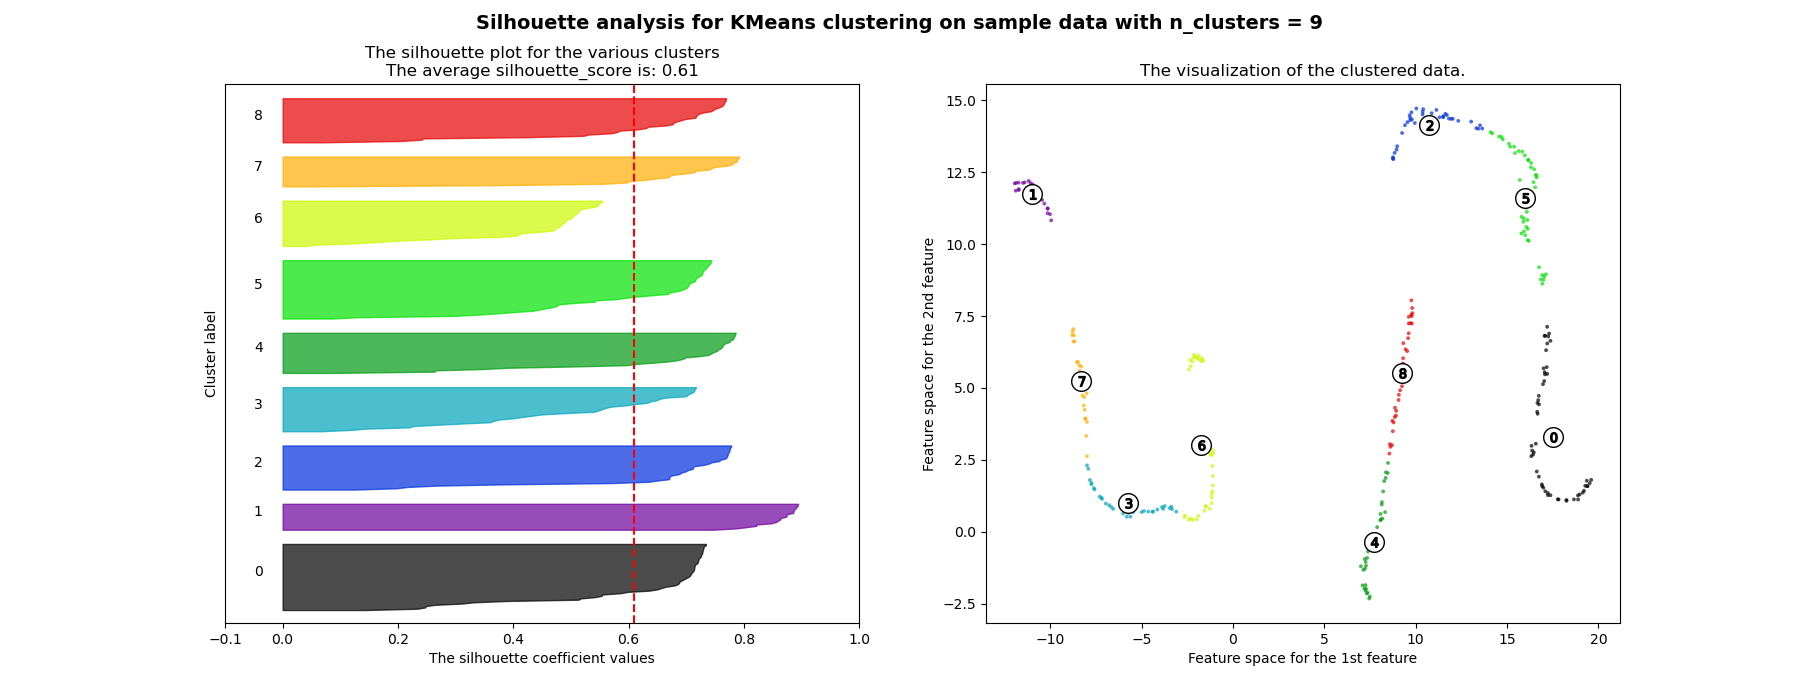 Silhouette analysis for KMeans clustering on sample data with n_clusters = 9
The silhouette plot for the various clusters
The average silhouette_score is: 0.61
8
7
6
5
4
3
2
1
0
Cluster label
−0.1 0.0 0.2 0.4 0.6 0.8 1.0
The silhouette coefficient values
The visualization of the clustered data.
15.0
12.5
10.0
7.5
5.0
2.5
0.0
−2.5
Feature space for the 2nd feature
2
1
5
8
7
0
6
3
4
−10 −5 0 5 10 15 20
Feature space for the 1st feature